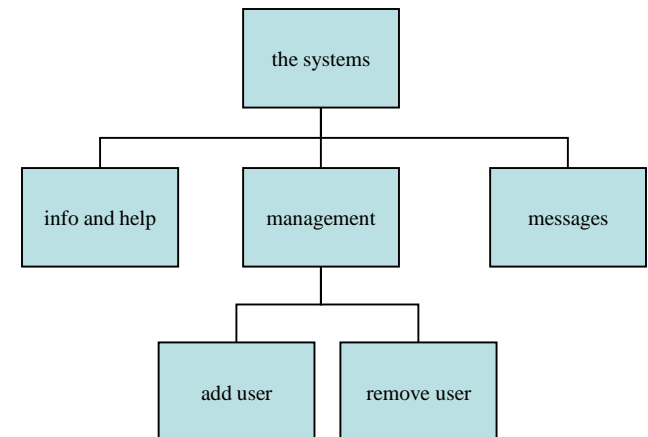 the systems
info and help
management
messages
add user
remove user